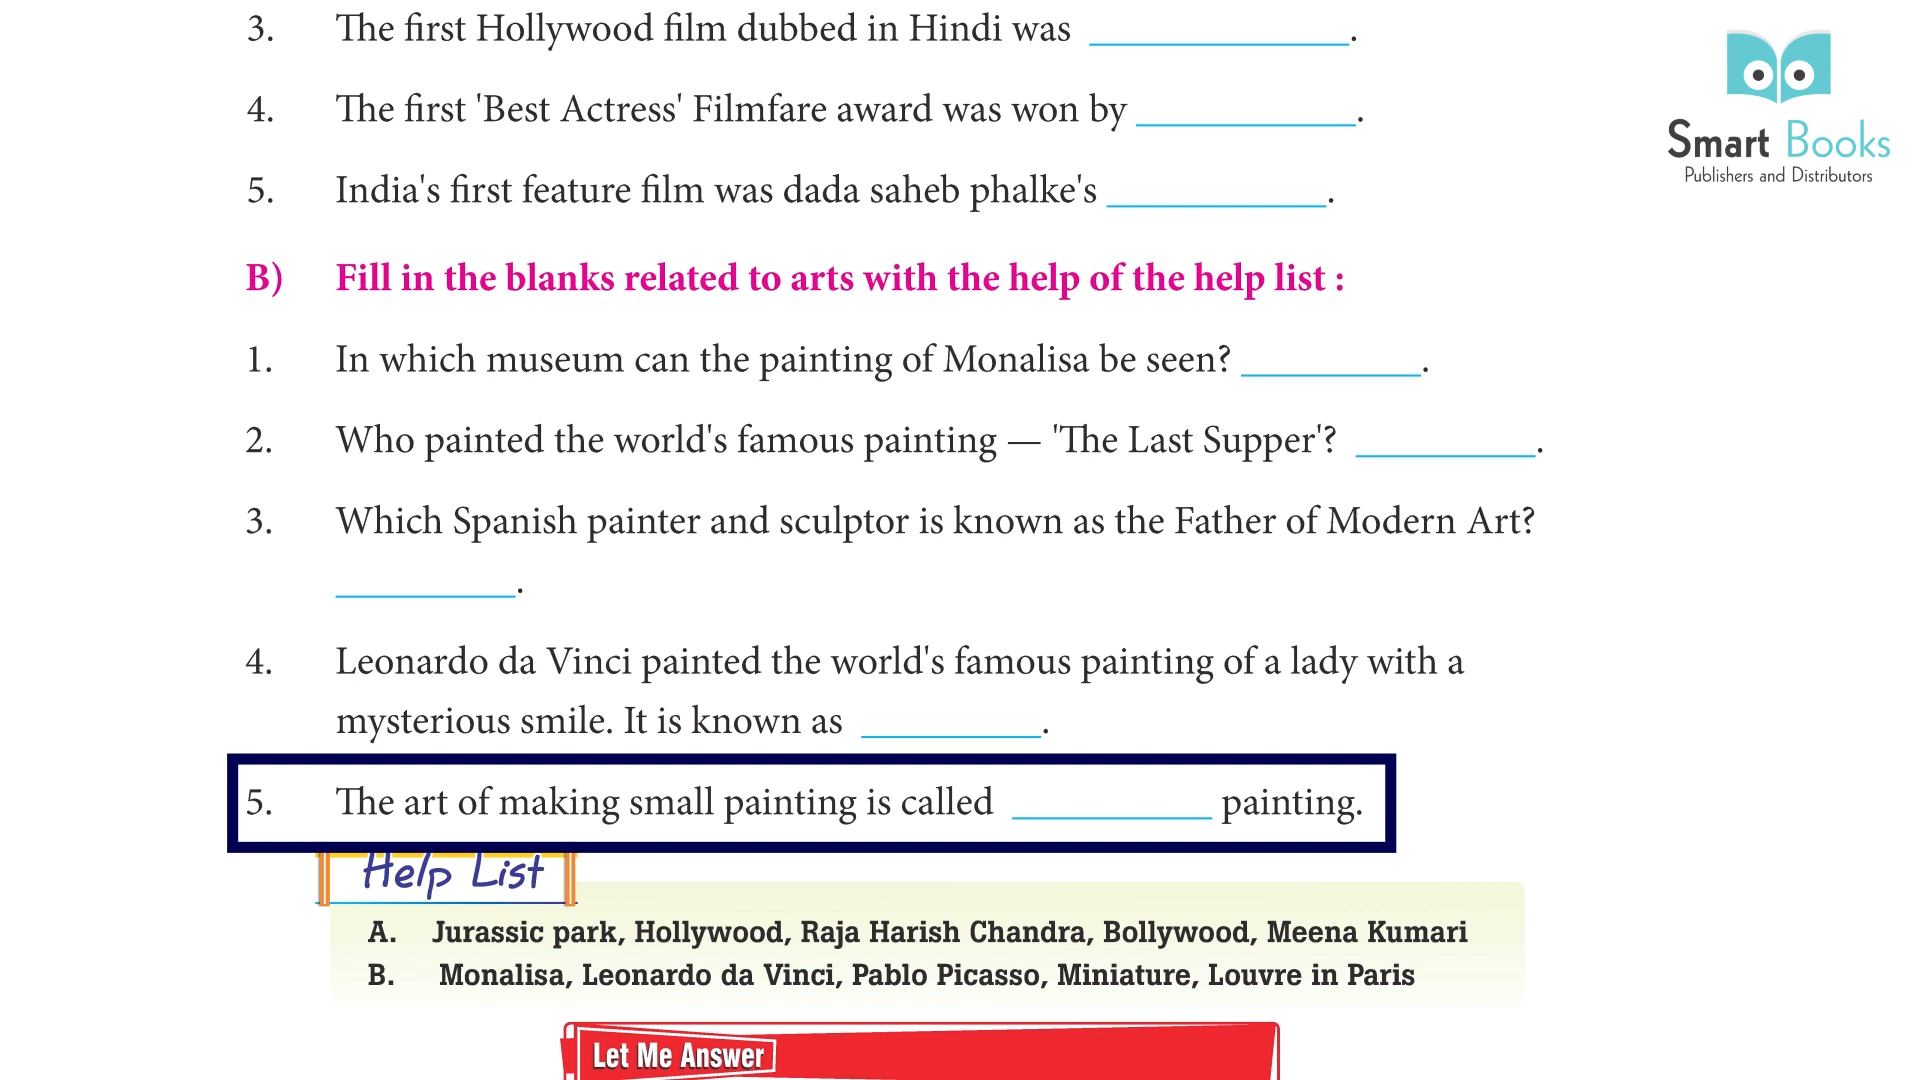 3. The first Hollywood film dubbed in Hindi was ____________.
4. The first 'Best Actress' Filmfare award was won by ____________.
5. India's first feature film was dada saheb phalke's ____________.
Smart Books
Publishers and Distributors
B) Fill in the blanks related to arts with the help of the help list :
1. In which museum can the painting of Monalisa be seen? __________.
2. Who painted the world's famous painting — 'The Last Supper'? __________.
3. Which Spanish painter and sculptor is known as the Father of Modern Art?
__________.
4. Leonardo da Vinci painted the world's famous painting of a lady with a
mysterious smile. It is known as __________.
5. The art of making small painting is called __________ painting.
Help List
A. Jurassic park, Hollywood, Raja Harish Chandra, Bollywood, Meena Kumari
B. Monalisa, Leonardo da Vinci, Pablo Picasso, Miniature, Louvre in Paris
Let Me Answer